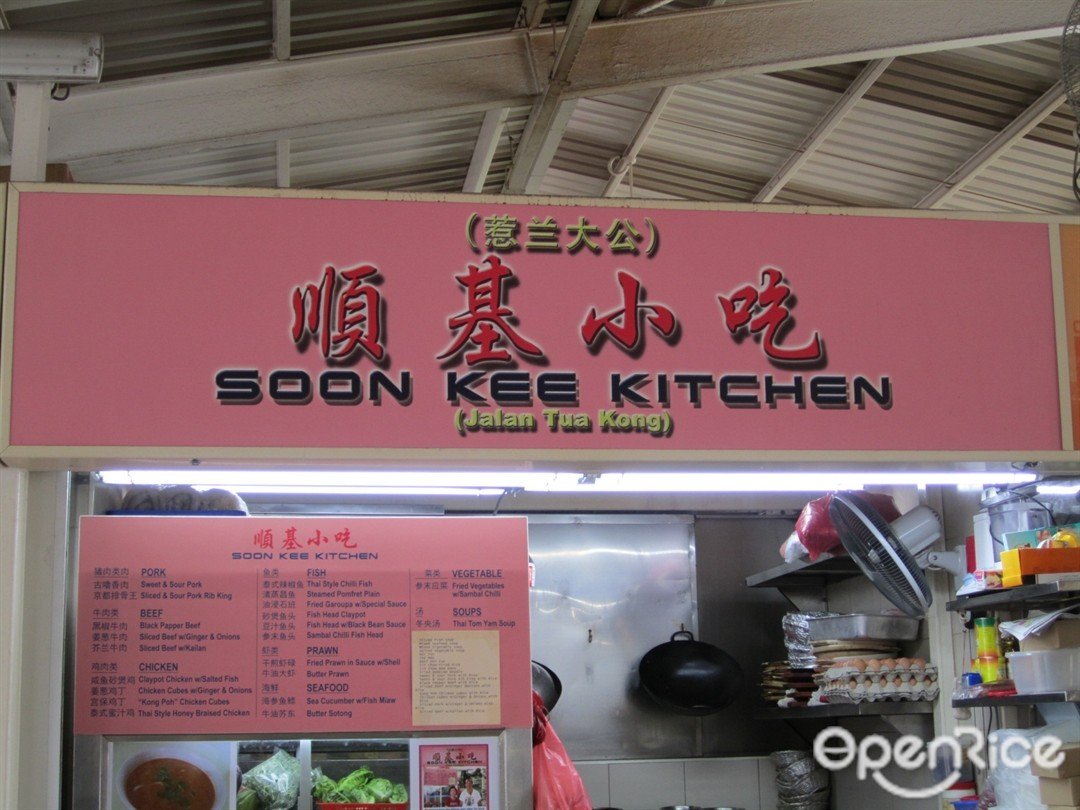 （惹兰大公）
順基小吃
SOON KEE KITCHEN
(Jalan Tua Kong)
順基小吃
SOON KEE KITCHEN
猪肉类肉 PORK
古嚕香肉 Sweet & Sour Pork
京都排骨王 Sliced & Sour Pork Rib King
牛肉类 BEEF
黑椒牛肉 Black Papper Beef
姜葱牛肉 Sliced Beef w/Ginger & Onions
芥兰牛肉 Sliced Beef w/Kailan
鸡肉类 CHICKEN
咸鱼砂煲鸡 Claypot Chicken w/Salted Fish
姜葱鸡丁 Chicken Cubes w/Ginger & Onions
宫保鸡丁 "Kong Poh" Chicken Cubes
泰式蜜汁鸡 Thai Style Honey Braised Chicken
鱼类 FISH
泰式辣椒鱼 Thai Style Chilli Fish
清蒸昌鱼 Steamed Pomfret Plain
油浸石班 Fried Garoupa w/Special Sauce
砂煲鱼头 Fish Head Claypot
豆汁鱼头 Fish Head w/Black Bean Sauce
参末鱼头 Sambal Chilli Fish Head
虾类 PRAWN
干煎虾碌 Fried Prawn in Sauce w/Shell
牛油大虾 Butter Prawn
海鲜 SEAFOOD
海参鱼鳔 Sea Cucumber w/Fish Miaw
牛油苏东 Butter Sotong
菜类 VEGETABLE
参末应菜 Fried Vegetables w/Sambal Chilli
汤 SOUPS
冬央汤 Thai Tom Yam Soup
SOON KEE KITCHEN
OPENRICE